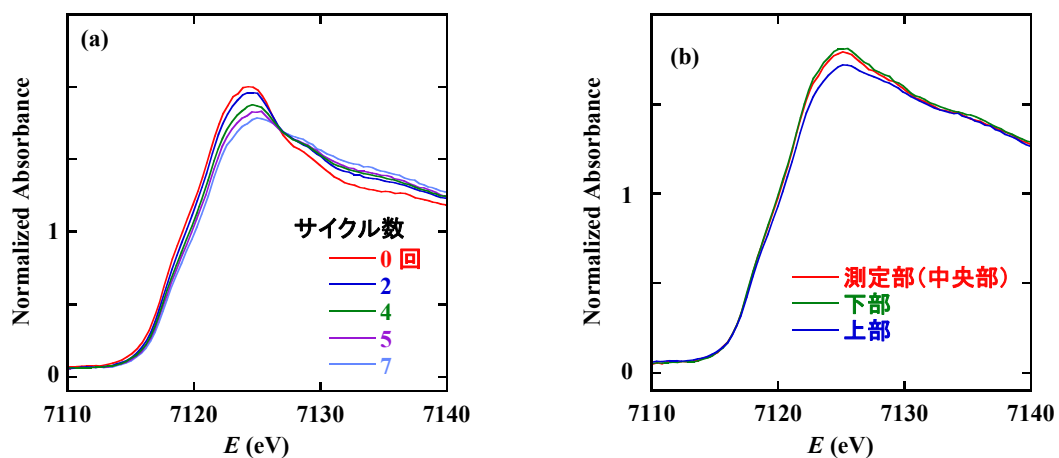 (a)
Normalized Absorbance
1
0
サイクル数
0 回
2
4
5
7
7110 7120 7130 7140
E (eV)
(b)
Normalized Absorbance
1
0
測定部(中央部)
下部
上部
7110 7120 7130 7140
E (eV)